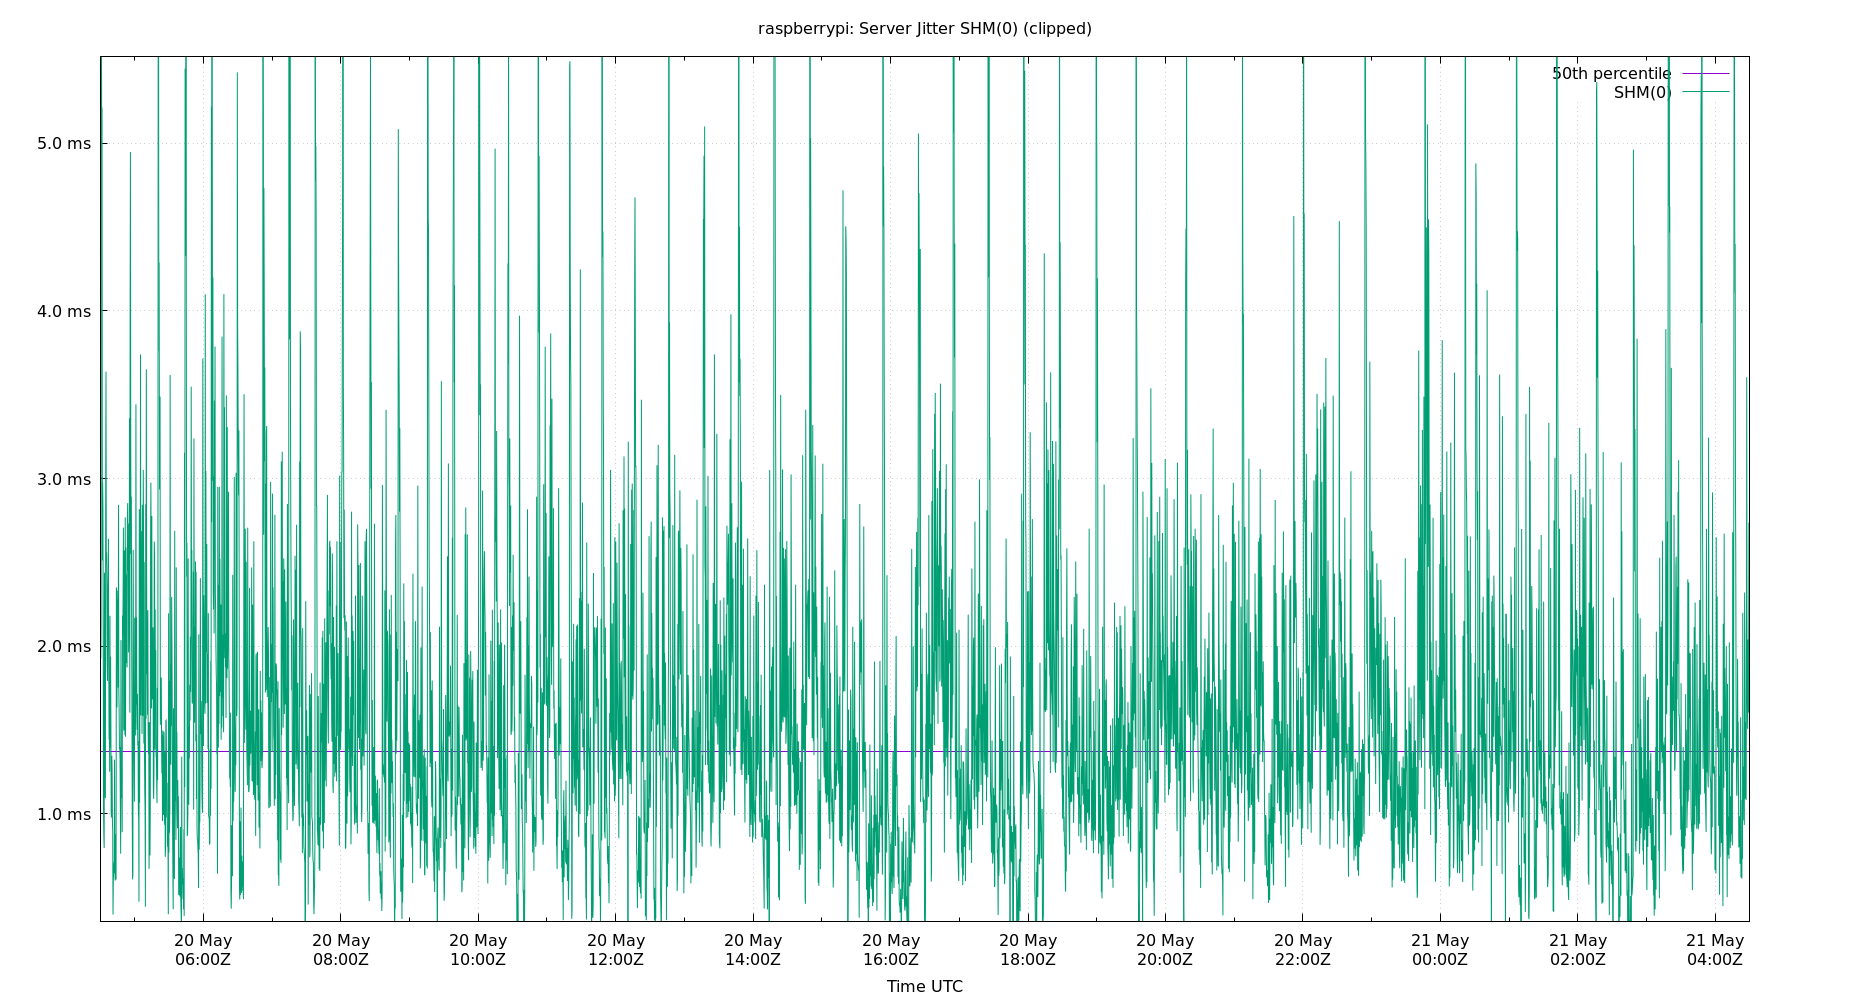 raspberrypi: Server Jitter SHM(0) (clipped)
50th percentile
SHM(0)
5.0 ms
4.0 ms
3.0 ms
2.0 ms
1.0 ms
20 May 20 May 20 May 20 May 20 May 20 May 20 May 20 May 20 May 21 May 21 May 21 May
06:00Z 08:00Z 10:00Z 12:00Z 14:00Z 16:00Z 18:00Z 20:00Z 22:00Z 00:00Z 02:00Z 04:00Z
Time UTC